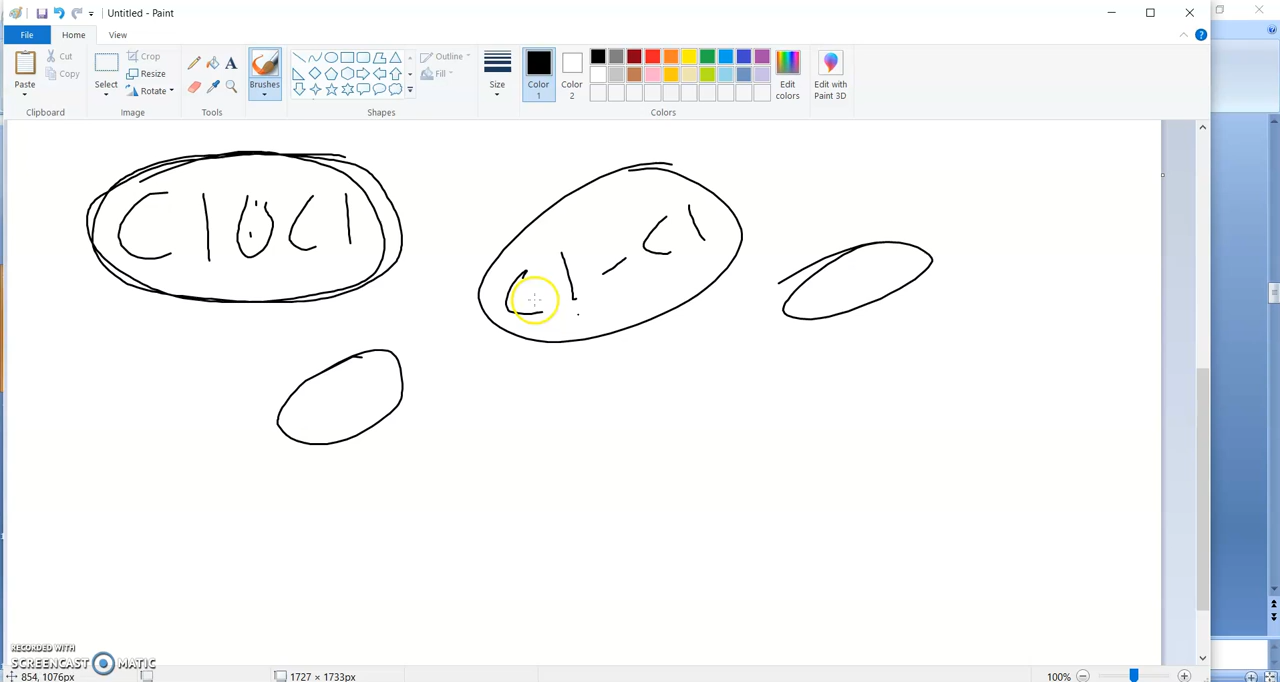 Untitled - Paint
File Home View
Paste
Cut
Copy
Clipboard
Select
Crop
Resize
Rotate
Image
Tools
Brushes
Shapes
Outline
Fill
Size
Color 1
Color 2
Edit colors
Colors
Edit with Paint 3D
ClOCl
Cl-Cl
RECORDED WITH
SCREENCAST MATIC
854, 1076px
1727 × 1733px
100%